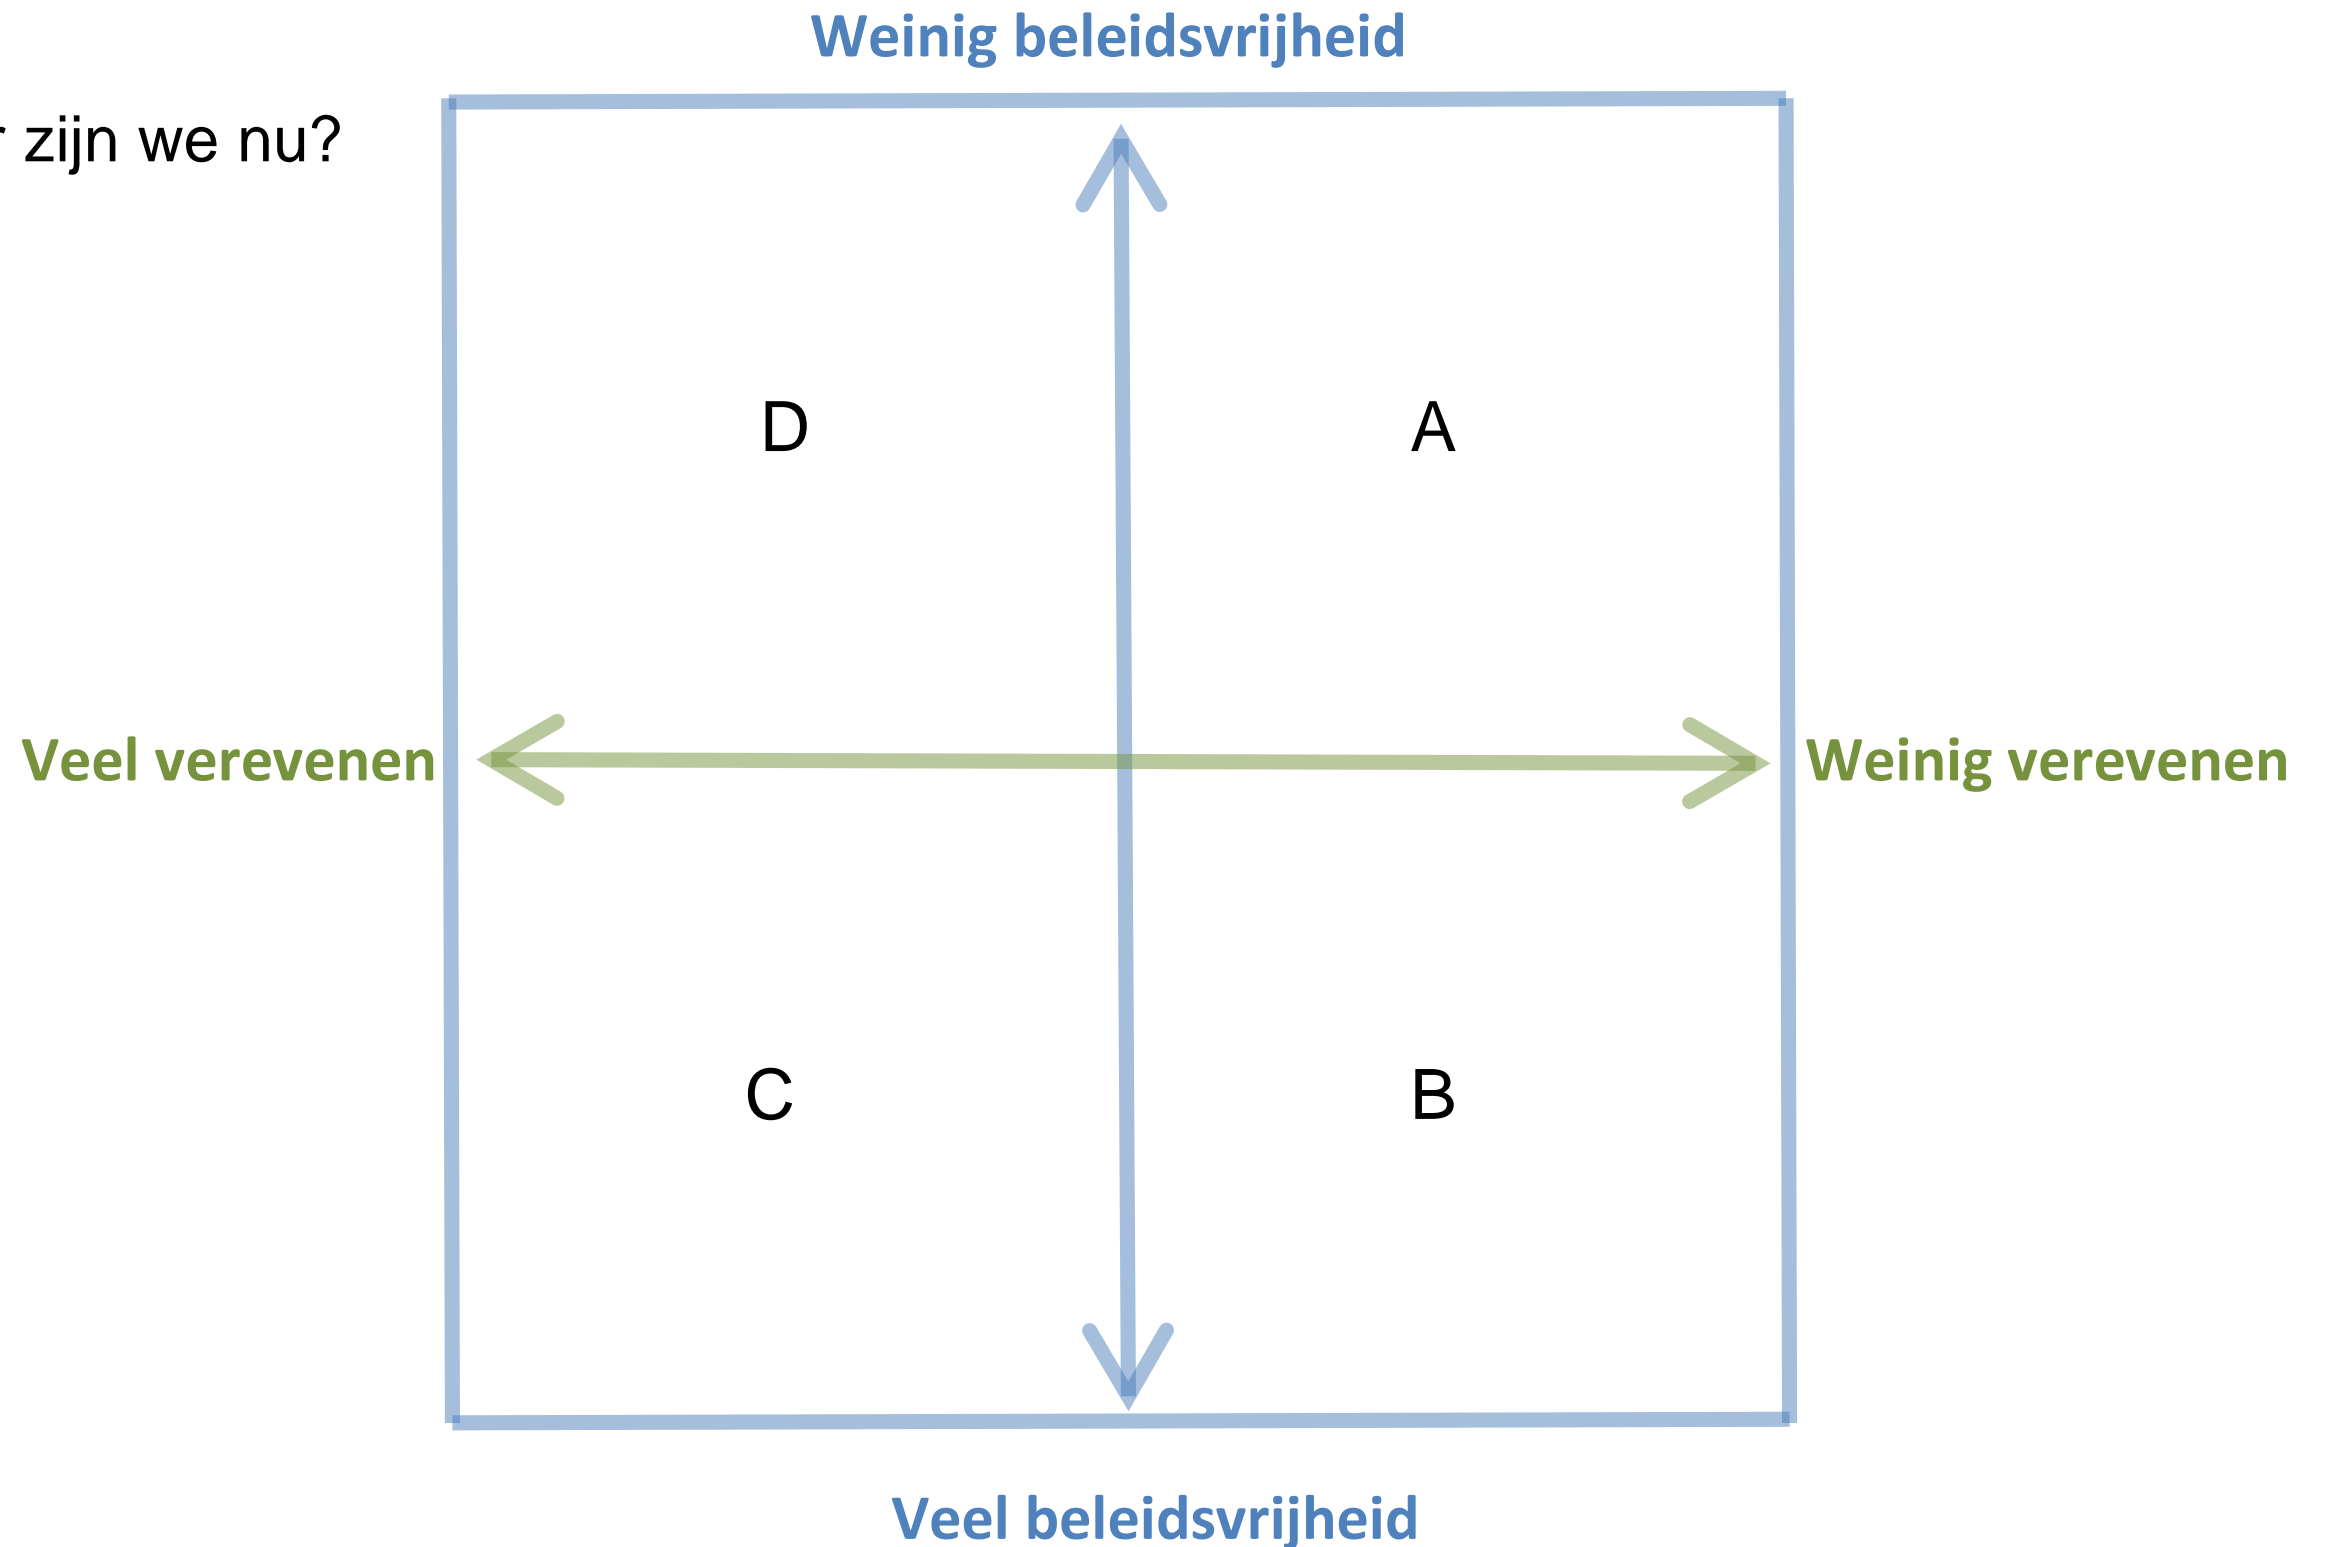 Weinig beleidsvrijheid
zijn we nu?
D
A
Veel verevenen
Weinig verevenen
C
B
Veel beleidsvrijheid